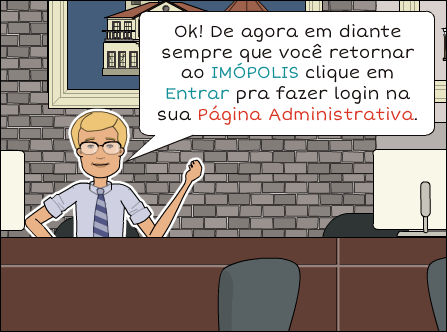 Ok! De agora em diante
sempre que você retornar
ao IMÓPOLIS clique em
Entrar pra fazer login na
sua Página Administrativa.